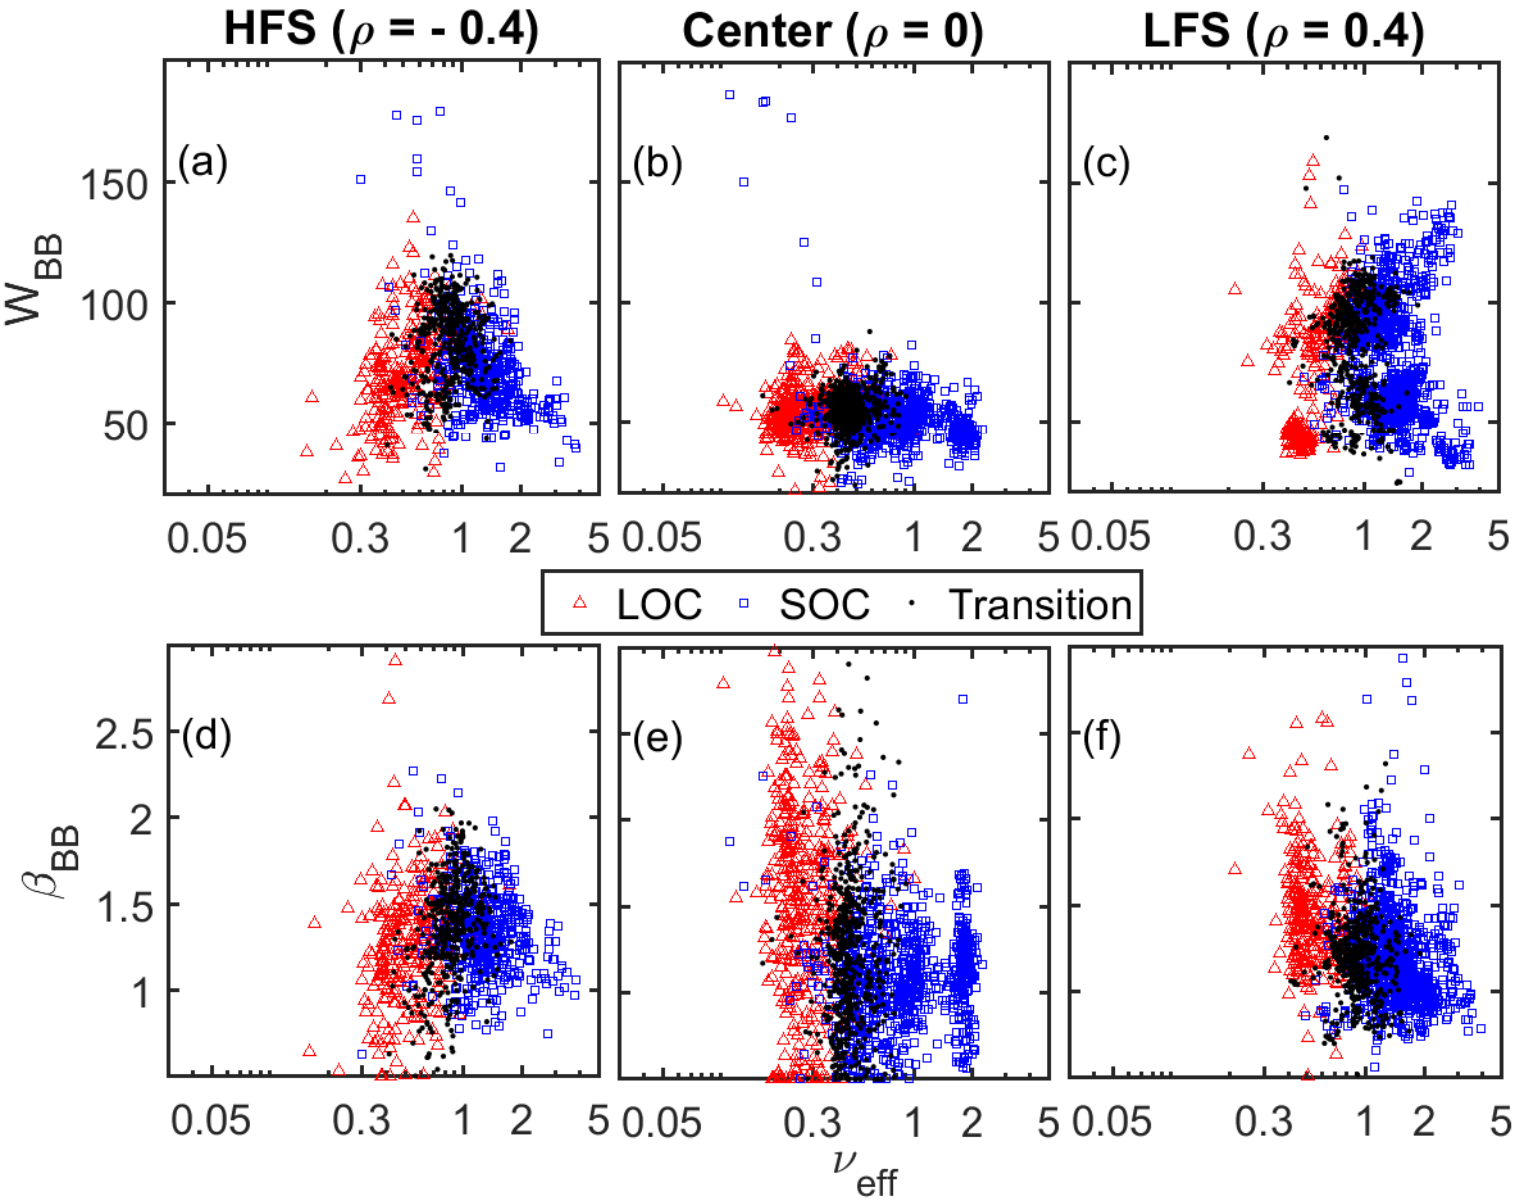 HFS (ρ = - 0.4) Center (ρ = 0) LFS (ρ = 0.4)
W_BB
150
100
50
(a) (b) (c)
0.05 0.3 1 2 5 0.05 0.3 1 2 5 0.05 0.3 1 2 5
LOC SOC Transition
β_BB
2.5
2
1.5
1
(d) (e) (f)
0.05 0.3 1 2 5 0.05 0.3 1 2 5 0.05 0.3 1 2 5
ν_eff